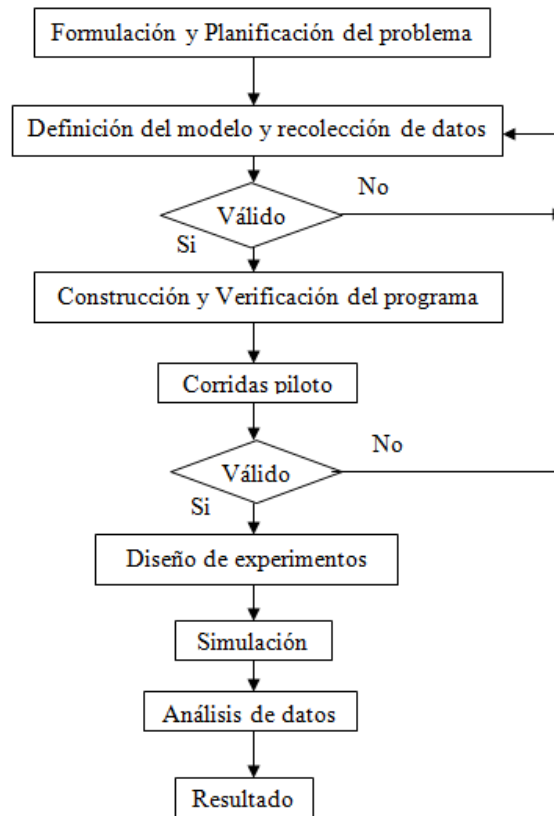 Formulación y Planificación del problema
Definición del modelo y recolección de datos
No
Válido
Si
Construcción y Verificación del programa
Corridas piloto
No
Válido
Si
Diseño de experimentos
Simulación
Análisis de datos
Resultado